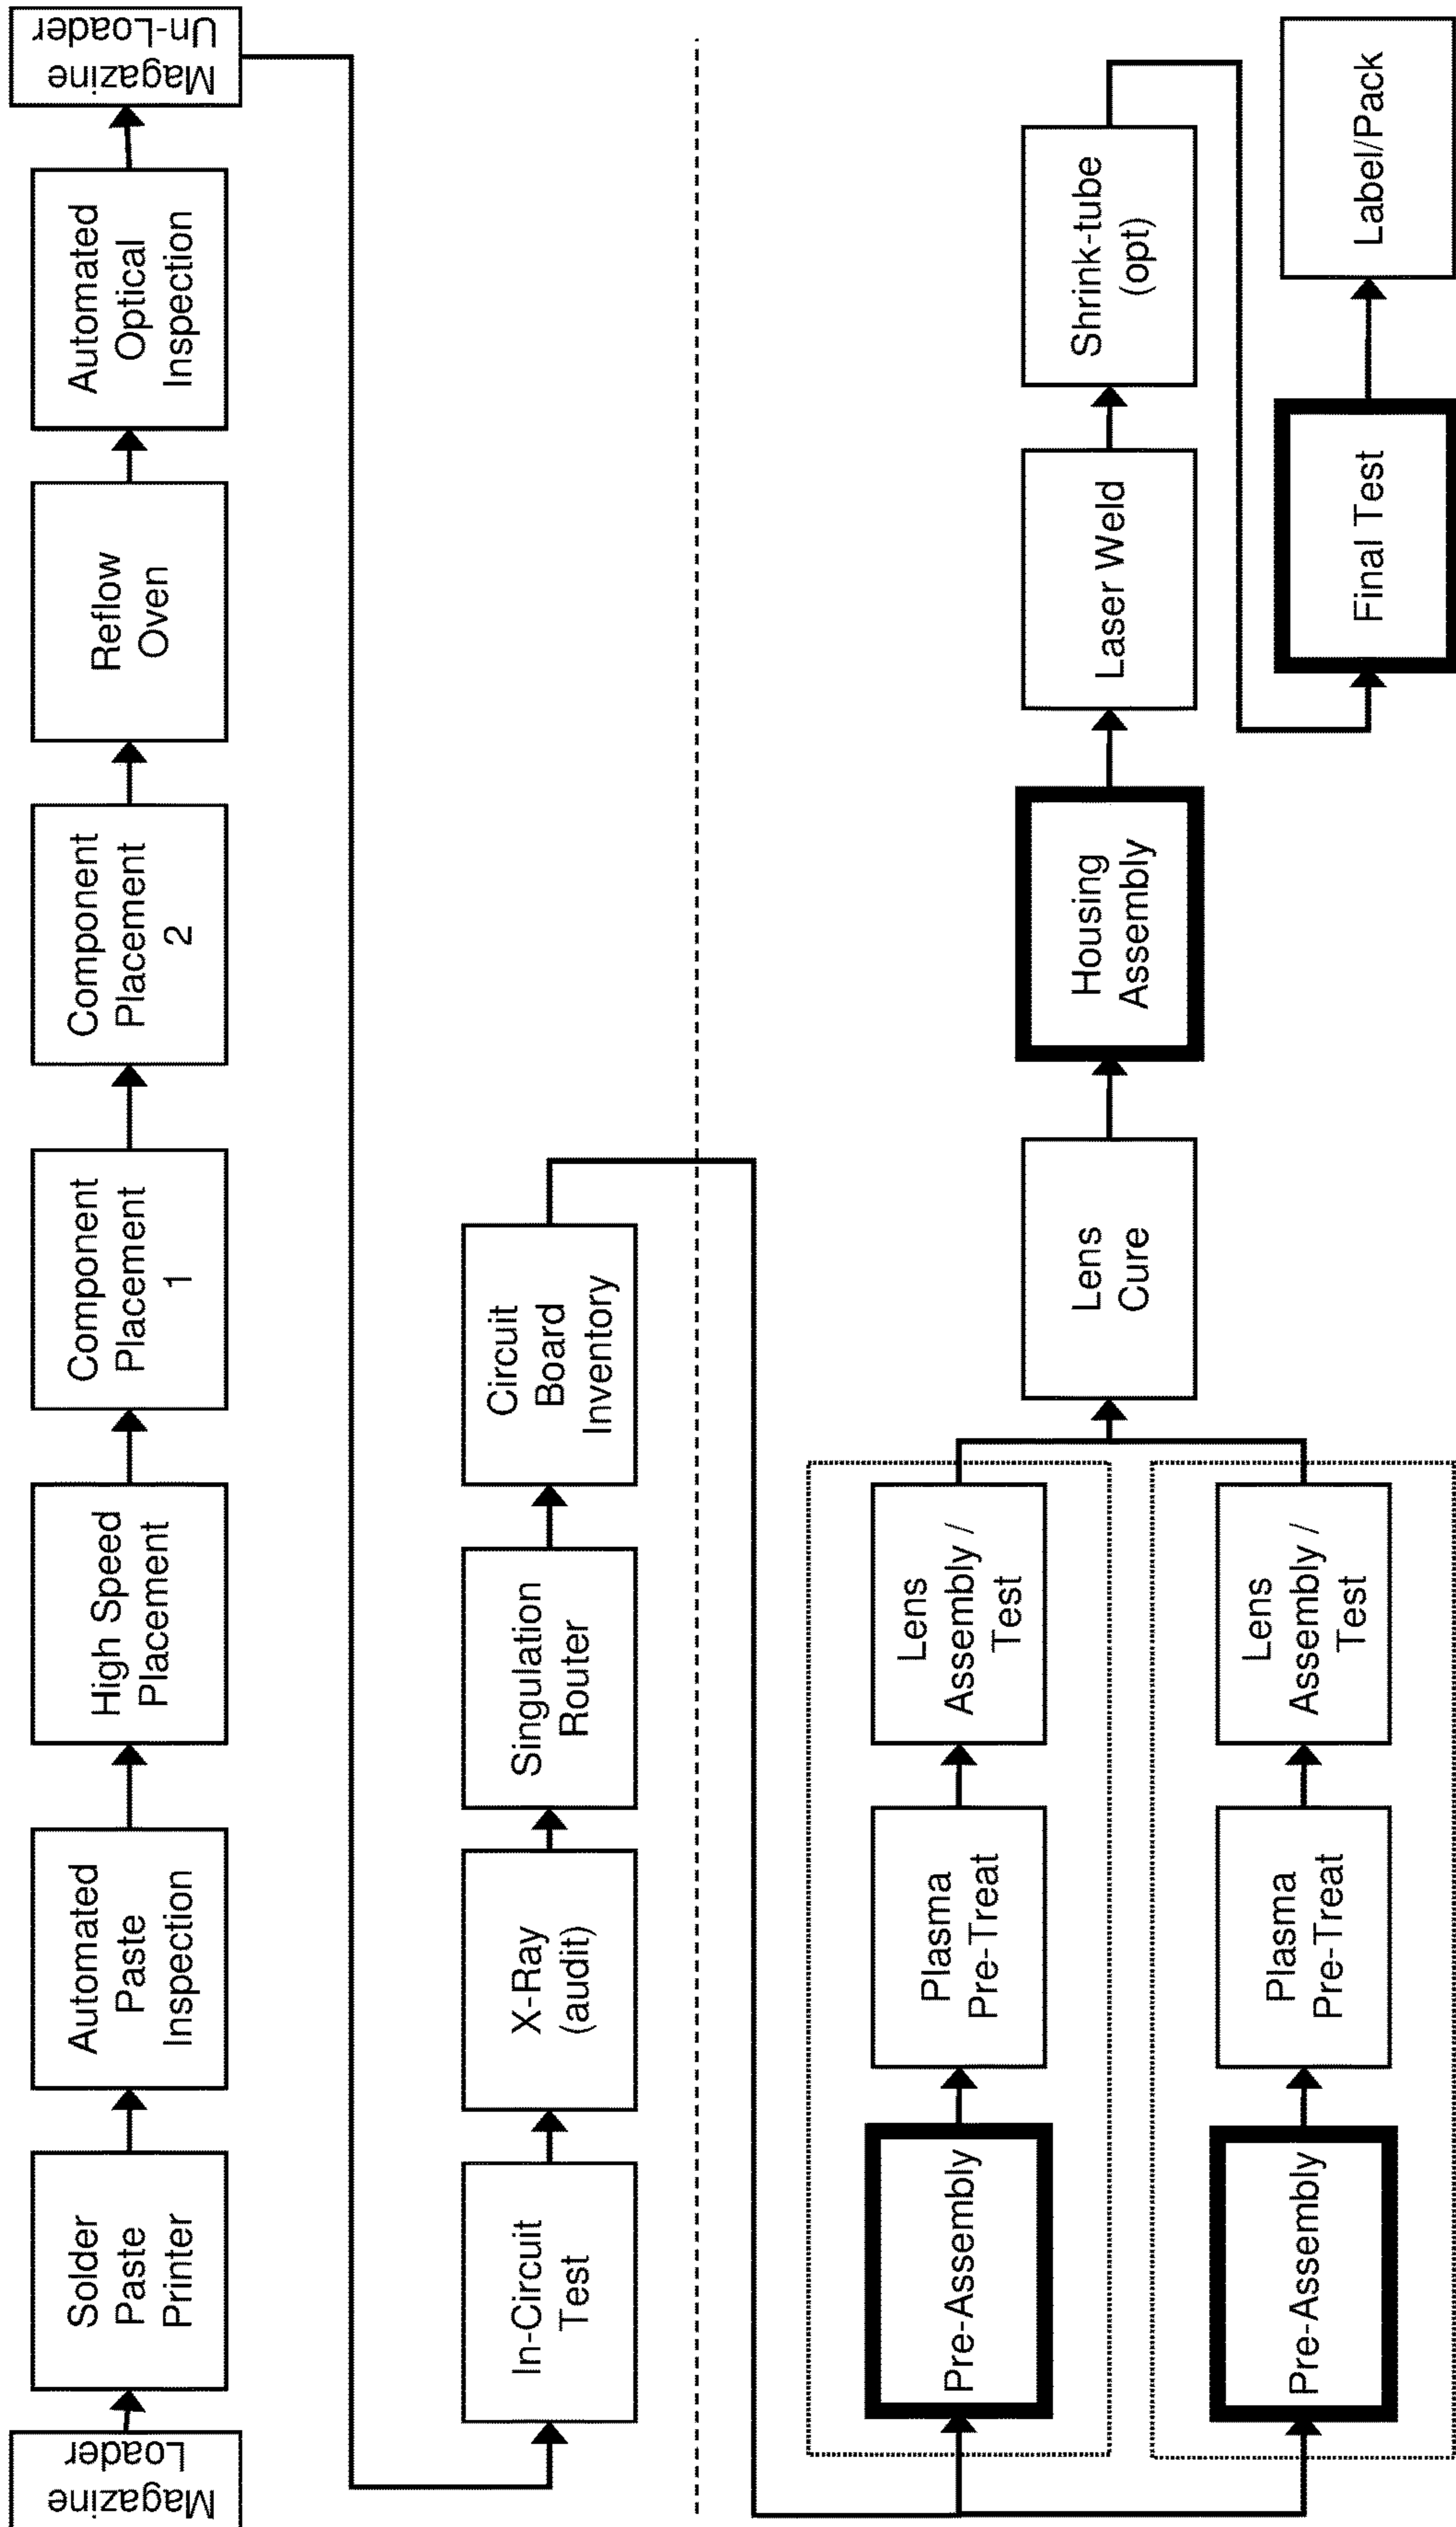 Magazine
Loader
Solder
Paste
Printer
Automated
Paste
Inspection
High Speed
Placement
Component
Placement
1
Component
Placement
2
Reflow
Oven
Automated
Optical
Inspection
Magazine
Un-Loader
In-Circuit
Test
X-Ray
(audit)
Singulation
Router
Circuit
Board
Inventory
Pre-Assembly
Plasma
Pre-Treat
Lens
Assembly /
Test
Pre-Assembly
Plasma
Pre-Treat
Lens
Assembly /
Test
Lens
Cure
Housing
Assembly
Laser Weld
Shrink-tube
(opt)
Final Test
Label/Pack